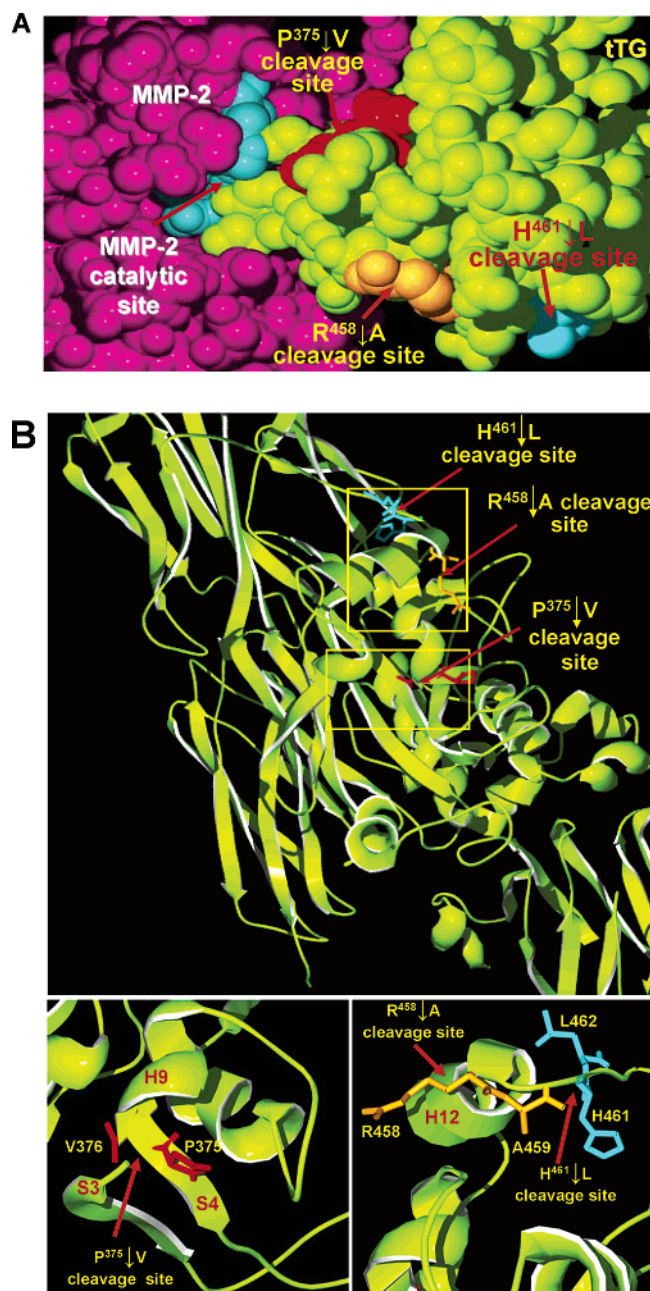 A
P375↓V
cleavage
site
tTG
MMP-2
MMP-2
catalytic
site
H461↓L
cleavage site
R458↓A
cleavage site
B
H461↓L
cleavage site
R458↓A cleavage
site
P375↓V
cleavage
site
H9
V376
P375
S3
S4
P375↓V
cleavage site
R458↓A
cleavage site
L462
R458
H12
H461
A459
H461↓L
cleavage site